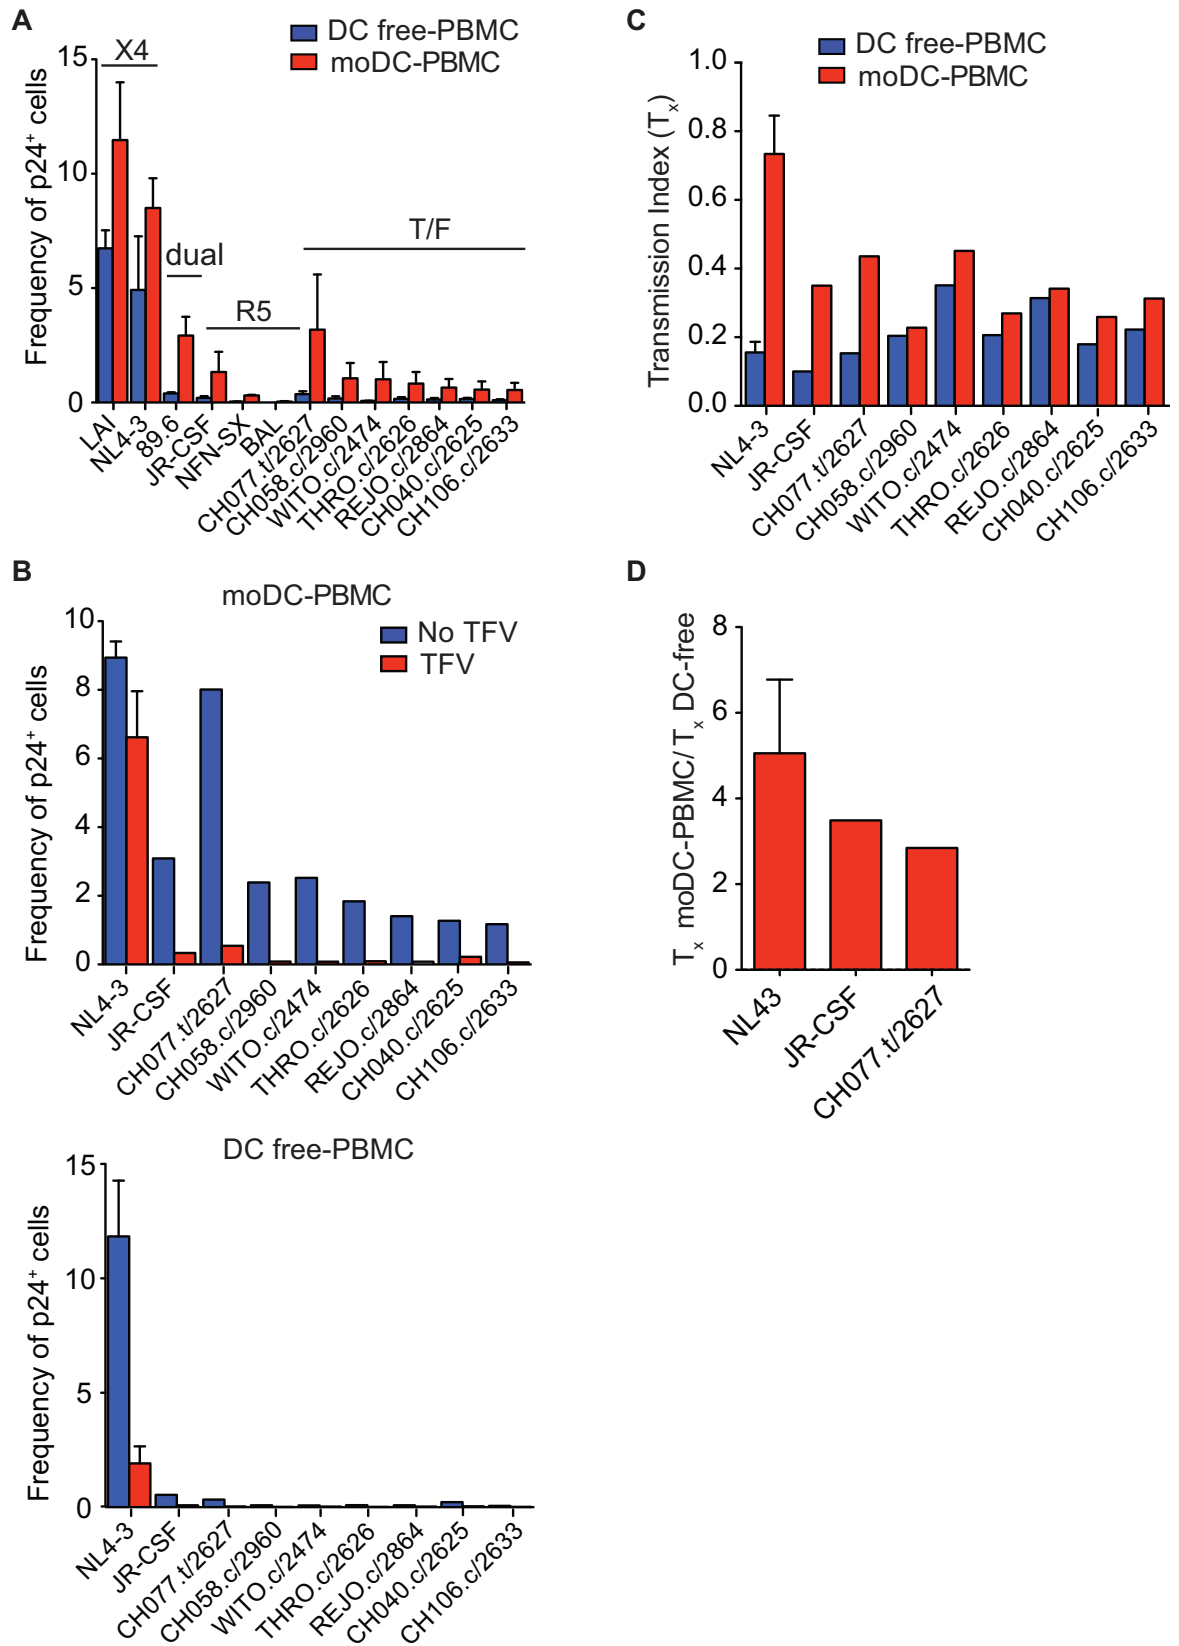 A
DC free-PBMC
moDC-PBMC
X4
dual
R5
T/F
Frequency of p24⁺ cells
15
10
5
0
LAI
NL4-3
89.6
JR-CSF
NFN-SX
BAL
CH077.t/2627
CH058.c/2960
WITO.c/2474
THRO.c/2626
REJO.c/2864
CH040.c/2625
CH106.c/2633
B
moDC-PBMC
No TFV
TFV
Frequency of p24⁺ cells
10
8
6
4
2
0
NL4-3
JR-CSF
CH077.t/2627
CH058.c/2960
WITO.c/2474
THRO.c/2626
REJO.c/2864
CH040.c/2625
CH106.c/2633
DC free-PBMC
Frequency of p24⁺ cells
15
10
5
0
NL4-3
JR-CSF
CH077.t/2627
CH058.c/2960
WITO.c/2474
THRO.c/2626
REJO.c/2864
CH040.c/2625
CH106.c/2633
C
DC free-PBMC
moDC-PBMC
Transmission Index (Tₓ)
1.0
0.8
0.6
0.4
0.2
0.0
NL4-3
JR-CSF
CH077.t/2627
CH058.c/2960
WITO.c/2474
THRO.c/2626
REJO.c/2864
CH040.c/2625
CH106.c/2633
D
Tₓ moDC-PBMC/ Tₓ DC-free
8
6
4
2
0
NL43
JR-CSF
CH077.t/2627